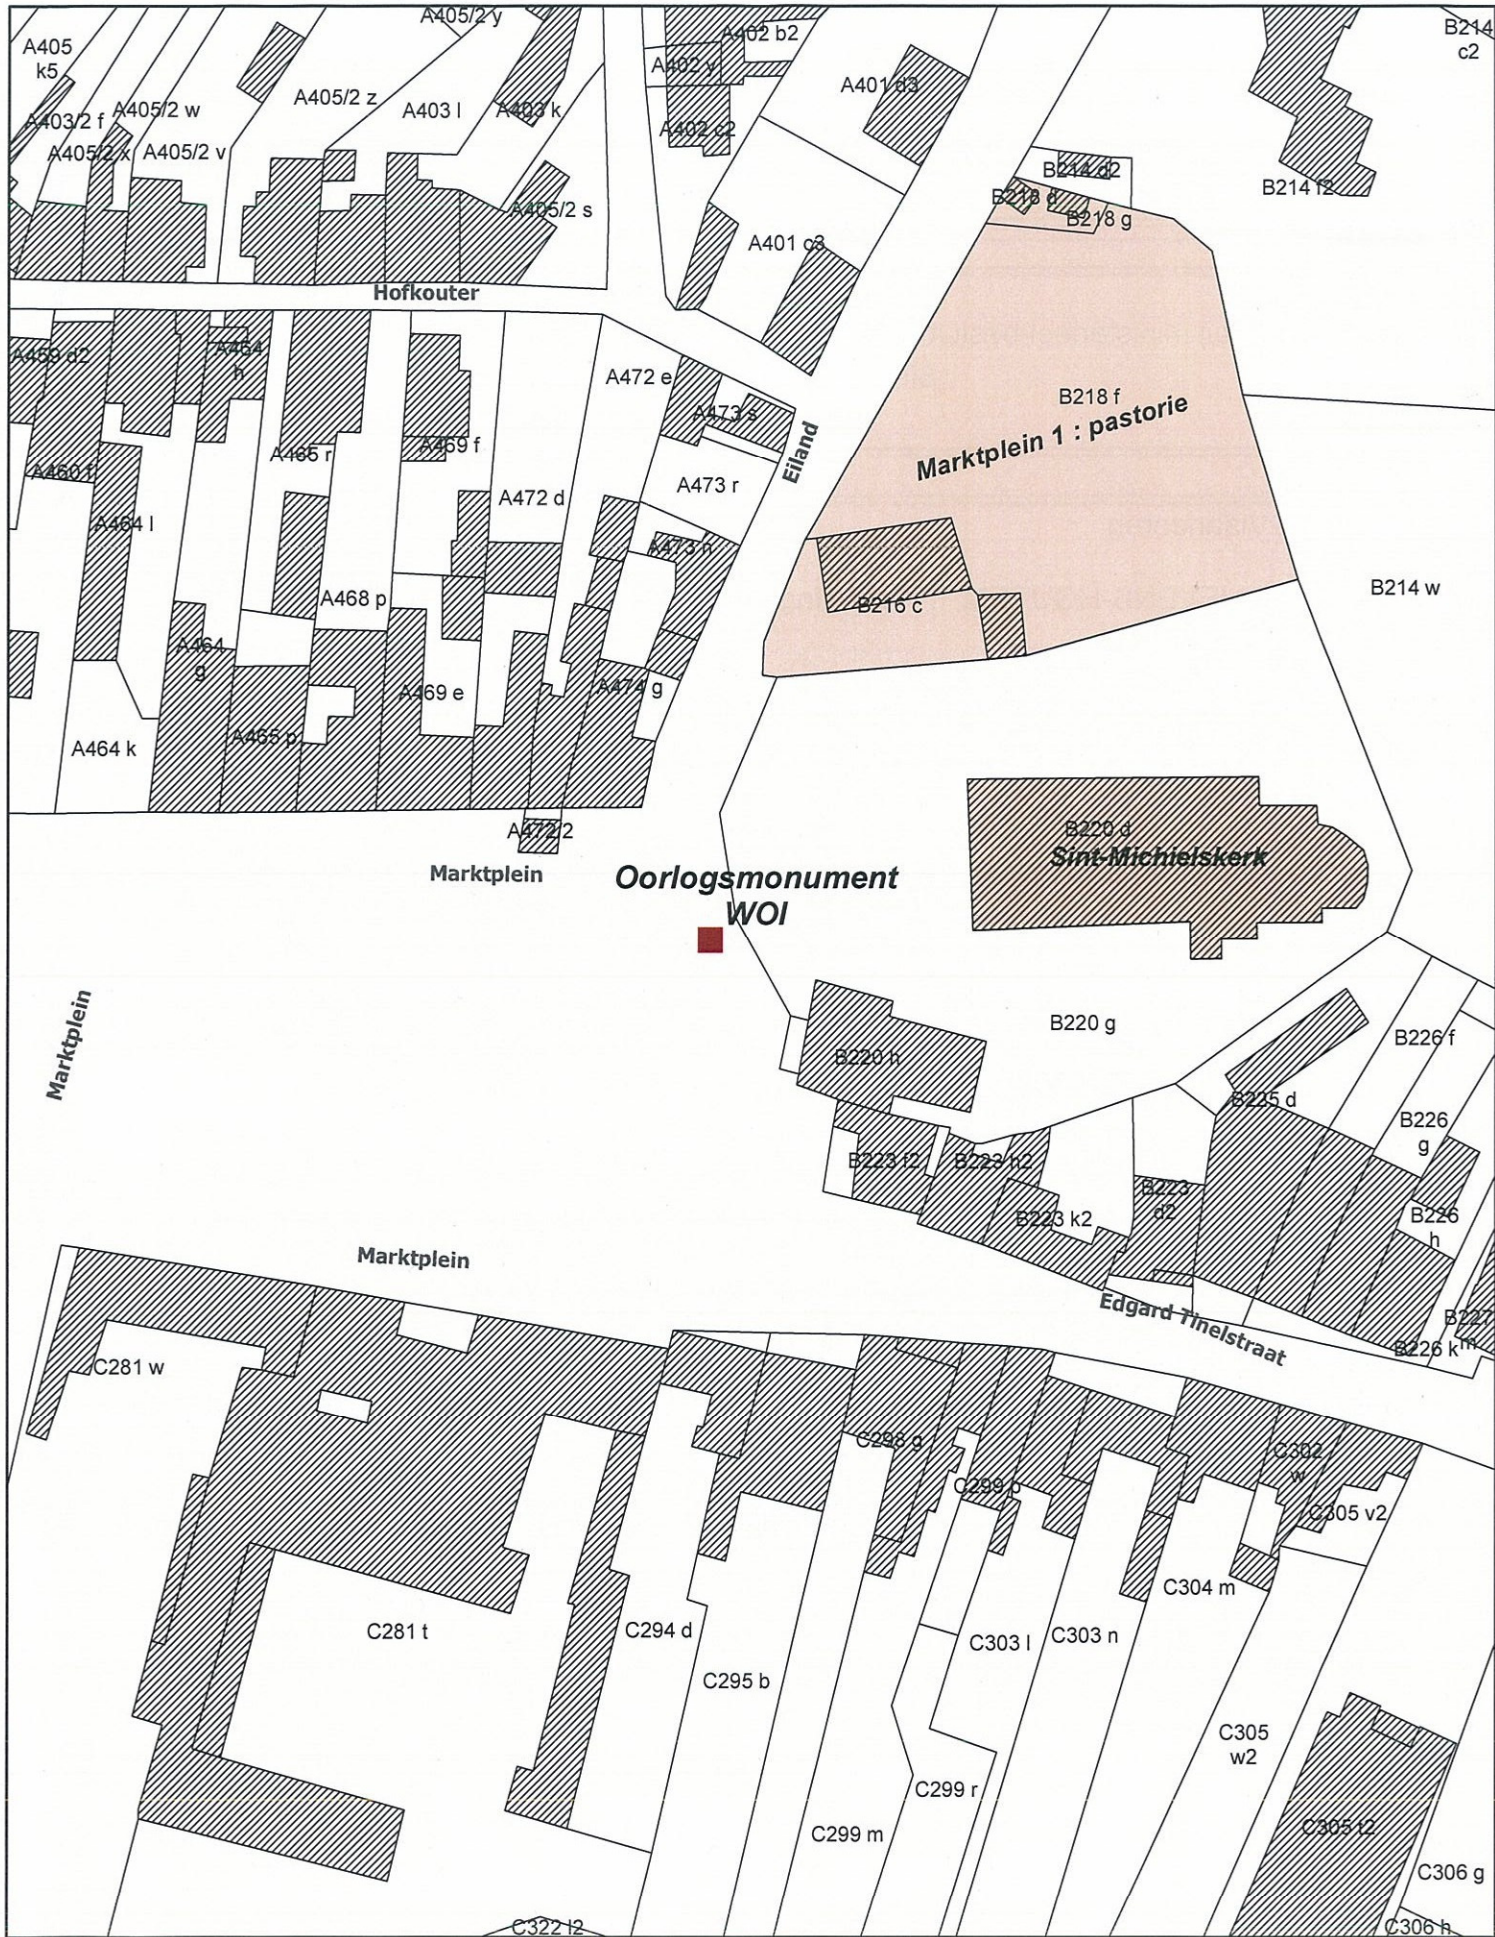 A405/2 y
A405
k5
A402 b2
B214
c2
A402 y
A405/2 z
A401 d3
A405/2 w
A403 l
A403 k
A403/2 f
A402 c2
A405/2 x
A405/2 v
B214 d2
B214 f2
B218 d
A405/2 s
B218 g
A401 c3
Hofkouter
A459 d2
A464
h
A472 e
B218 f
A473 s
Marktplein 1 : pastorie
A469 f
A465 r
Eiland
A460 f
A473 r
A472 d
A464 l
A473 n
B214 w
A468 p
B216 c
A464
g
A474 g
A469 e
A465 p
A464 k
A472/2
B220 d
Sint-Michielskerk
Marktplein
Oorlogsmonument
WOI
Marktplein
B220 g
B226 f
B220 h
B225 d
B226
g
B223 f2
B223 h2
B223
d2
B223 k2
B226
h
Marktplein
Edgard Tinelstraat
B227
m
B226 k
C281 w
C298 g
C302
w
C299 p
C305 v2
C304 m
C281 t
C294 d
C303 l
C303 n
C295 b
C305
w2
C299 r
C305 t2
C299 m
C306 g
C322 l2
C306 h